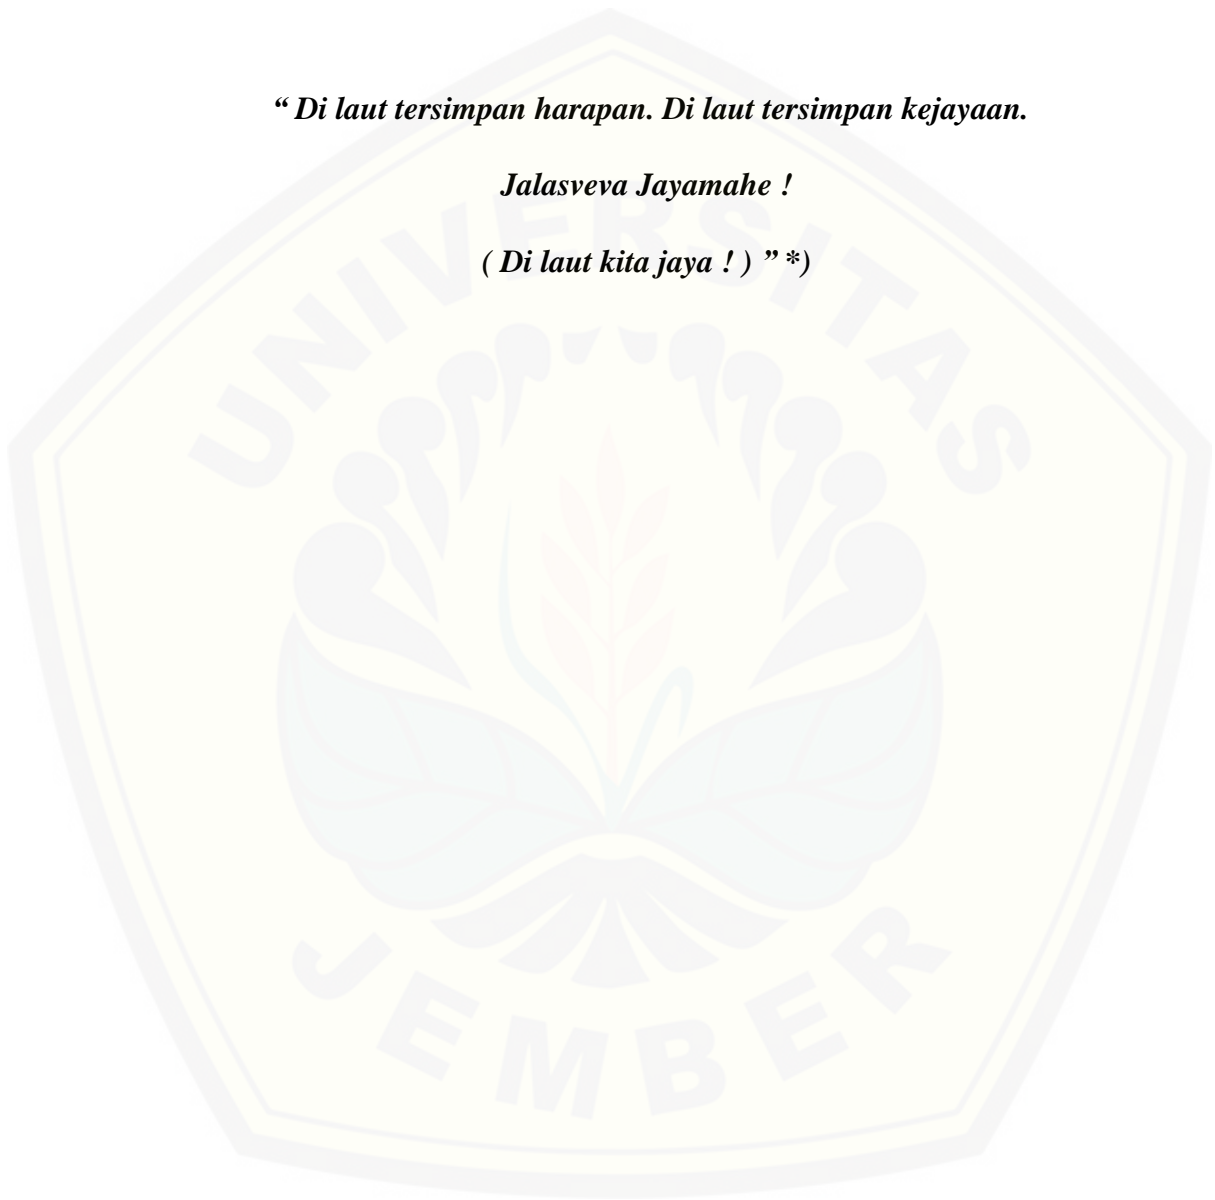 “ Di laut tersimpan harapan. Di laut tersimpan kejayaan.
Jalasveva Jayamahe !
( Di laut kita jaya ! ) ” *)
UNIVERSITAS
JEMBER